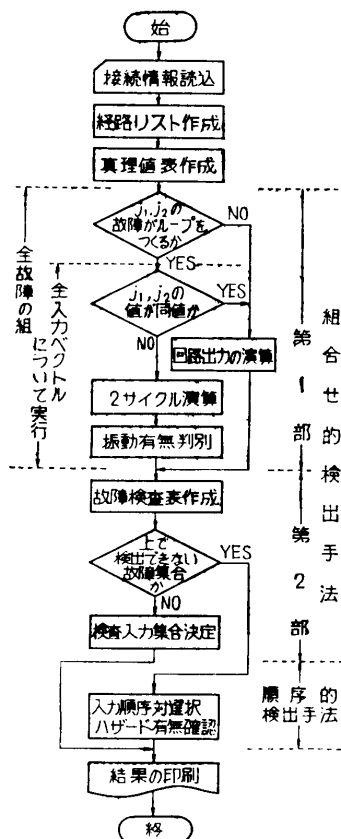 始
接続情報読込
経路リスト作成
真理値表作成
j₁, j₂の
故障がループを
つくるか
NO
YES
j₁, j₂の
値が同値か
YES
NO
回路出力の演算
2サイクル演算
振動有無判別
故障検査表作成
上で
検出できない
故障集合
か
YES
NO
検査入力集合決定
入力順序対選択
ハザード有無確認
結果の印刷
終
全故障の組
全入力ベクトル
について実行
第1部
第2部
組合せ的検出手法
順序的
検出手法